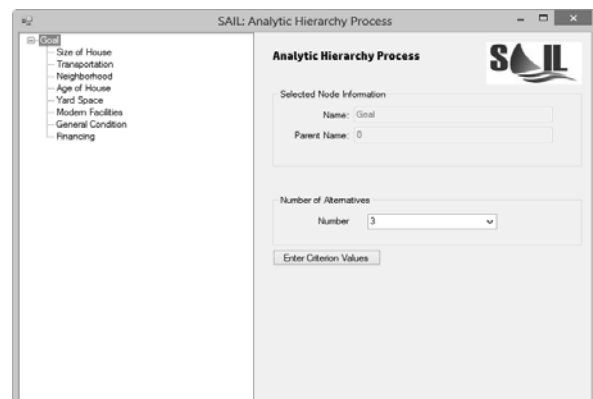 SAIL: Analytic Hierarchy Process
Goal
Size of House
Transportation
Neighborhood
Age of House
Yard Space
Modern Facilities
General Condition
Financing
Analytic Hierarchy Process
SAIL
Selected Node Information
Name: Goal
Parent Name: 0
Number of Alternatives
Number 3
Enter Criterion Values